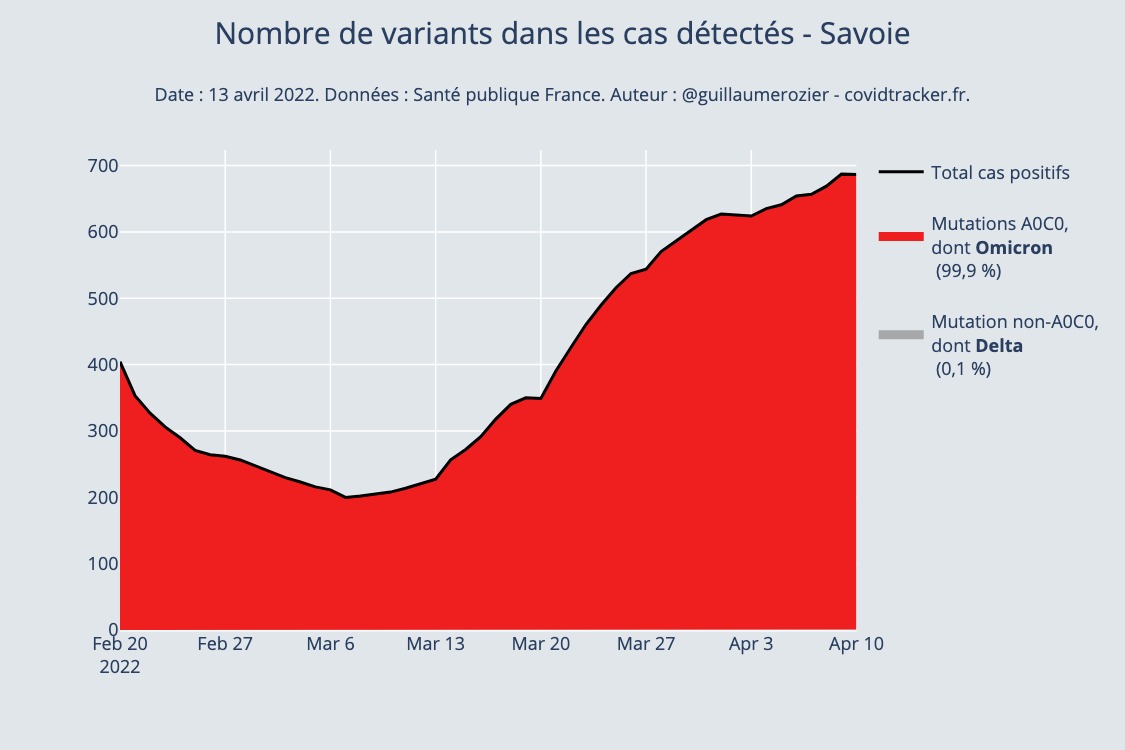 Nombre de variants dans les cas détectés - Savoie
Date : 13 avril 2022. Données : Santé publique France. Auteur : @guillaumerozier - covidtracker.fr.
700
600
500
400
300
200
100
0
Feb 20
2022
Feb 27
Mar 6
Mar 13
Mar 20
Mar 27
Apr 3
Apr 10
Total cas positifs
Mutations A0C0,
dont Omicron
(99,9 %)
Mutation non-A0C0,
dont Delta
(0,1 %)